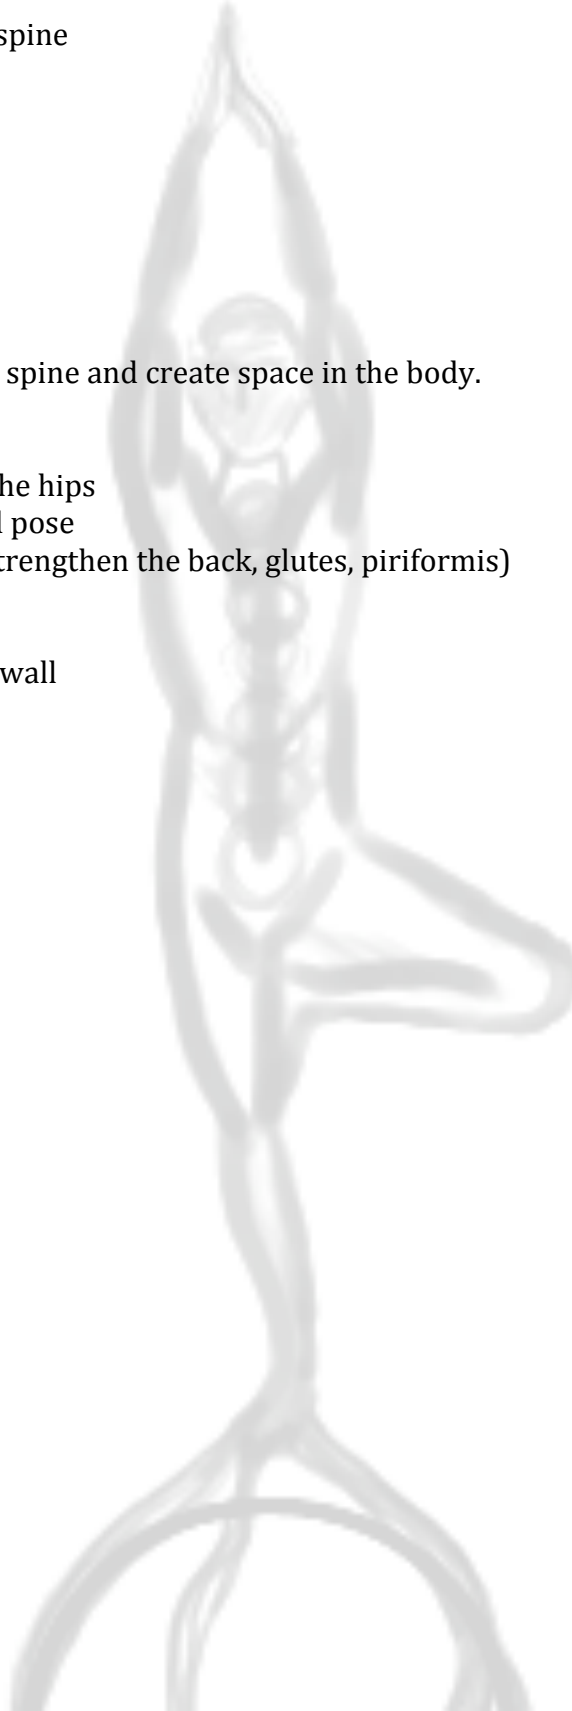 spine
spine and create space in the body.
he hips
pose
trengthen the back, glutes, piriformis)
wall